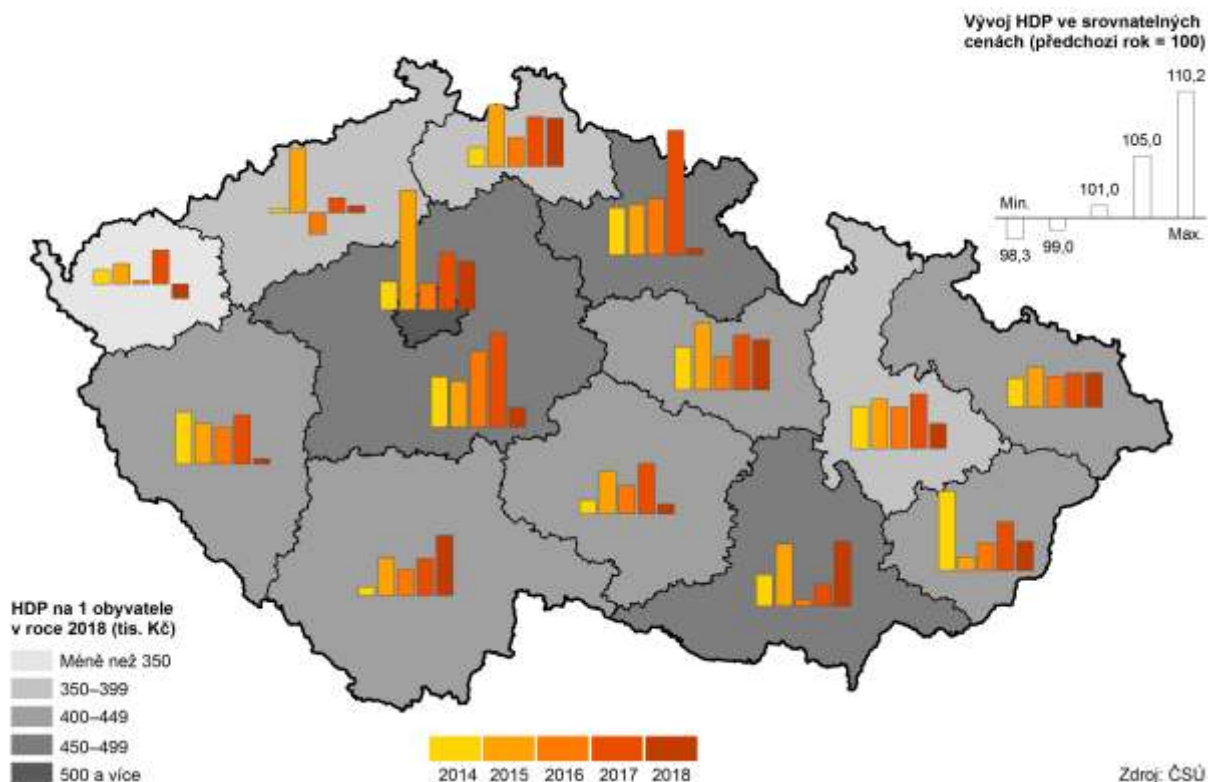 Vývoj HDP ve srovnatelných
cenách (předchozí rok = 100)
110,2
105,0
101,0
Min.
99,0
98,3
Max.
HDP na 1 obyvatele
v roce 2018 (tis. Kč)
Méně než 350
350–399
400–449
450–499
500 a více
2014 2015 2016 2017 2018
Zdroj: ČSÚ